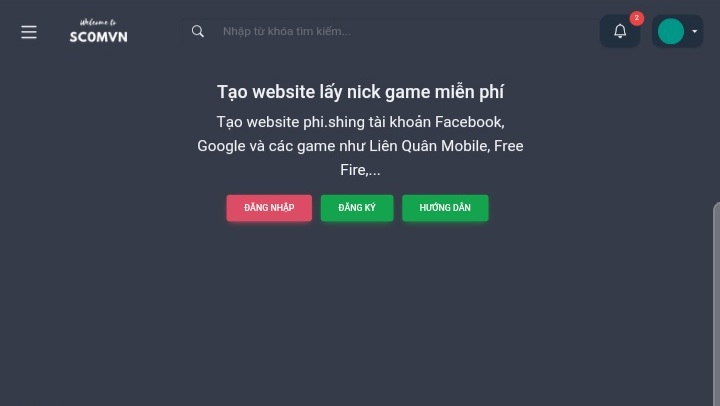 Welcome to
SCOMVN
Nhập từ khóa tìm kiếm...
2
Tạo website lấy nick game miễn phí
Tạo website phi.shing tài khoản Facebook,
Google và các game như Liên Quân Mobile, Free
Fire,...
ĐĂNG NHẬP
ĐĂNG KÝ
HƯỚNG DẪN